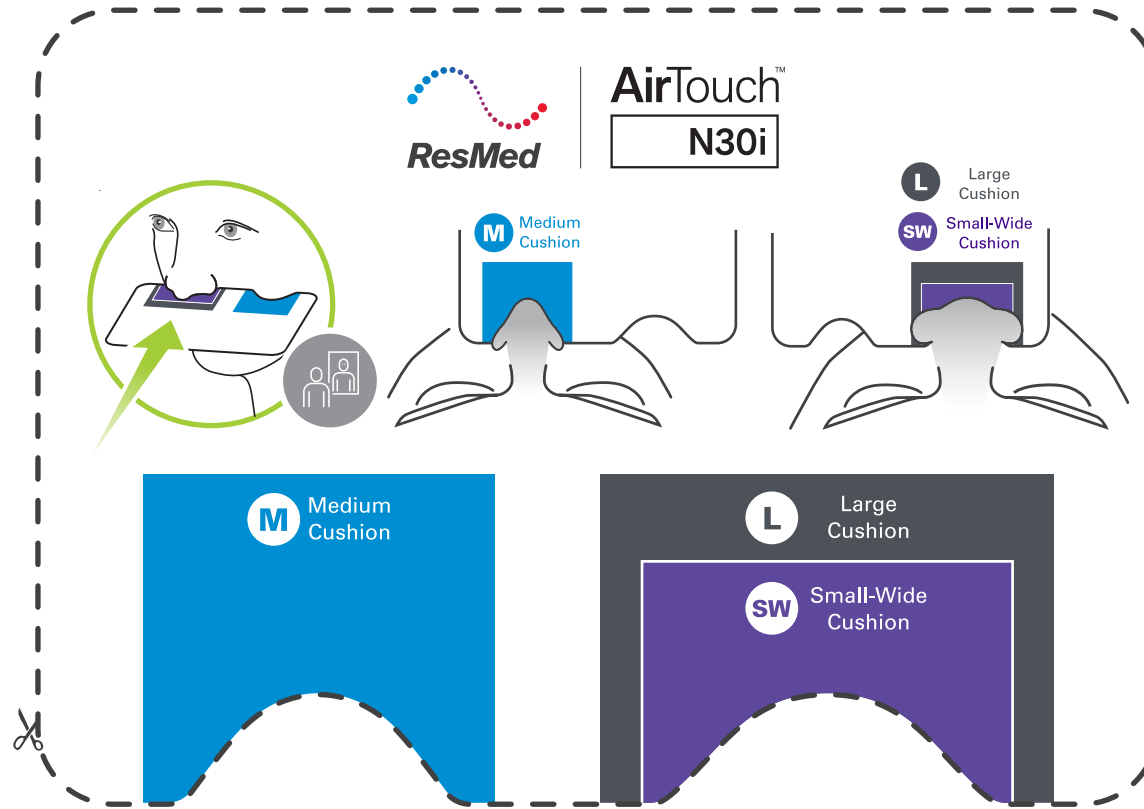 ResMed
AirTouch™
N30i
L
Large
Cushion
M
Medium
Cushion
SW
Small-Wide
Cushion
M
Medium
Cushion
L
Large
Cushion
SW
Small-Wide
Cushion